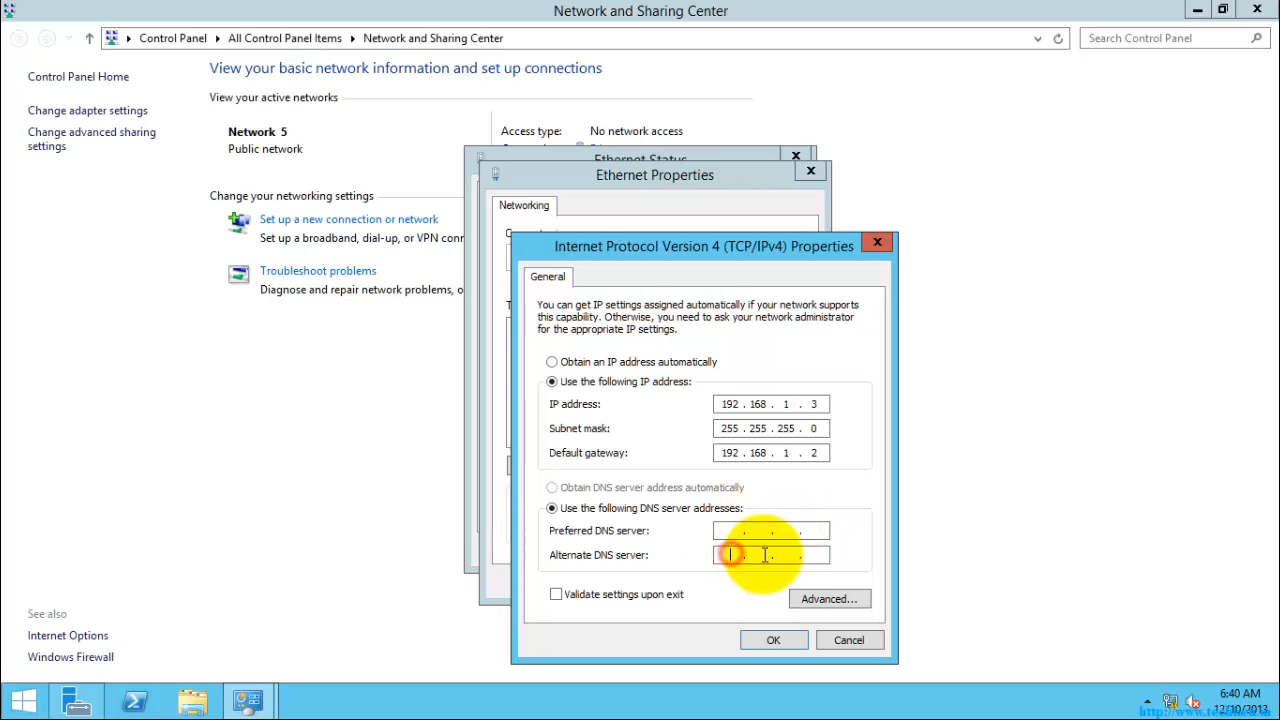 Network and Sharing Center
Control Panel All Control Panel Items Network and Sharing Center
Search Control Panel
Control Panel Home
Change adapter settings
Change advanced sharing
settings
View your basic network information and set up connections
View your active networks
Network 5
Public network
Access type: No network access
Change your networking settings
Set up a new connection or network
Set up a broadband, dial-up, or VPN conn
Troubleshoot problems
Diagnose and repair network problems, o
Ethernet Status
Ethernet Properties
Networking
Internet Protocol Version 4 (TCP/IPv4) Properties
General
You can get IP settings assigned automatically if your network supports
this capability. Otherwise, you need to ask your network administrator
for the appropriate IP settings.
Obtain an IP address automatically
Use the following IP address:
IP address: 192 . 168 . 1 . 3
Subnet mask: 255 . 255 . 255 . 0
Default gateway: 192 . 168 . 1 . 2
Obtain DNS server address automatically
Use the following DNS server addresses:
Preferred DNS server: . . .
Alternate DNS server: . . .
Validate settings upon exit
Advanced...
OK Cancel
See also
Internet Options
Windows Firewall
6:40 AM
12/10/2013